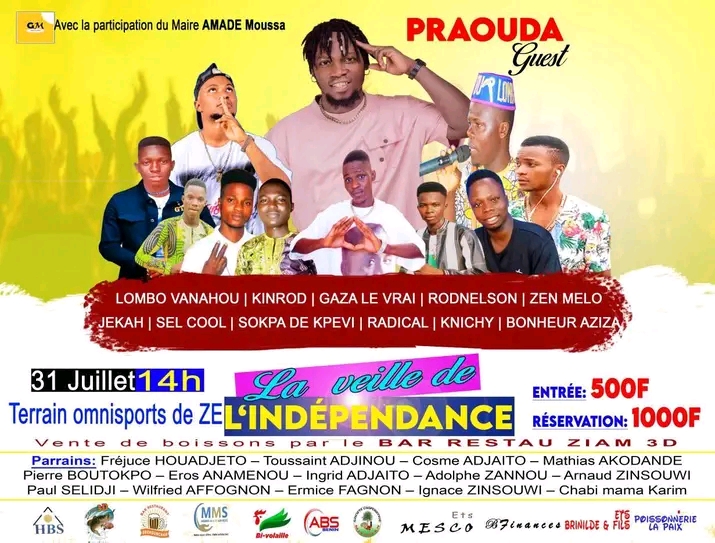 GM
Avec la participation du Maire AMADE Moussa
PRAOUDA
Guest
LOMBO VANAHOU | KINROD | GAZA LE VRAI | RODNELSON | ZEN MELO
JEKAH | SEL COOL | SOKPA DE KPEVI | RADICAL | KNICHY | BONHEUR AZIZA
31 Juillet 14h
Terrain omnisports de ZE
La veille de
L'INDÉPENDANCE
ENTRÉE: 500F
RÉSERVATION: 1000F
Vente de boissons par le BAR RESTAU ZIAM 3D
Parrains: Fréjuce HOUADJETO – Toussaint ADJINOU – Cosme ADJAITO – Mathias AKODANDE
Pierre BOUTOKPO – Eros ANAMENOU – Ingrid ADJAITO – Adolphe ZANNOU – Arnaud ZINSOUWI
Paul SELIDJI – Wilfried AFFOGNON – Ermice FAGNON – Ignace ZINSOUWI – Chabi mama Karim
HBS
MMS
Bi-volaille
ABS
BENIN
Ets
MESCO
BFinances
BRINILDE & FILS
ETS
POISSONNERIE
LA PAIX